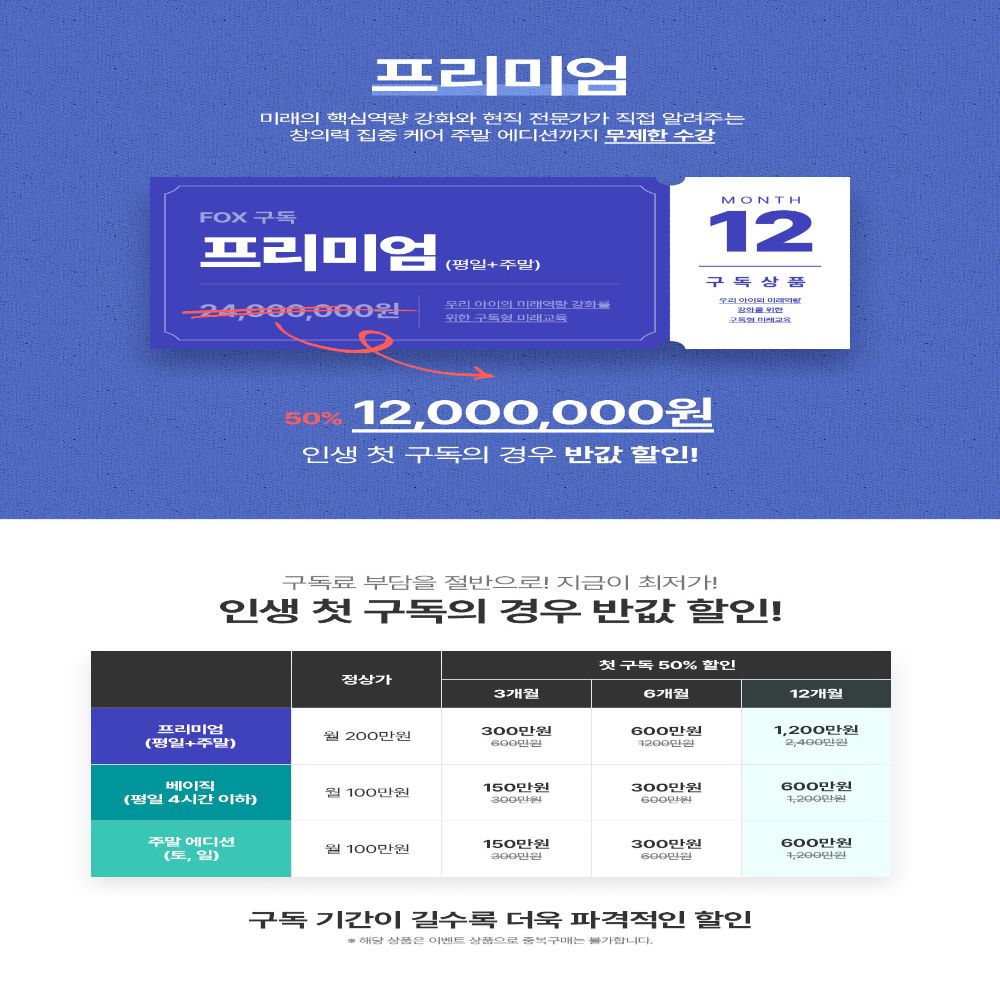 프리미엄
미래의 핵심역량 강화와 현직 전문가가 직접 알려주는
창의력 집중 케어 주말 에디션까지 무제한 수강
FOX 구독
프리미엄 (평일+주말)
24,000,000원
우리 아이의 미래역량 강화를
위한 구독형 미래교육
MONTH
12
구독상품
우리 아이의 미래역량
강화를 위한
구독형 미래교육
50% 12,000,000원
인생 첫 구독의 경우 반값 할인!
구독료 부담을 절반으로! 지금이 최저가!
인생 첫 구독의 경우 반값 할인!
정상가 첫 구독 50% 할인
3개월 6개월 12개월
프리미엄
(평일+주말)
월 200만원
300만원
600만원
600만원
1200만원
1,200만원
2,400만원
베이직
(평일 4시간 이하)
월 100만원
150만원
300만원
300만원
600만원
600만원
1,200만원
주말 에디션
(토, 일)
월 100만원
150만원
300만원
300만원
600만원
600만원
1,200만원
구독 기간이 길수록 더욱 파격적인 할인
※ 해당 상품은 이벤트 상품으로 중복구매는 불가합니다.